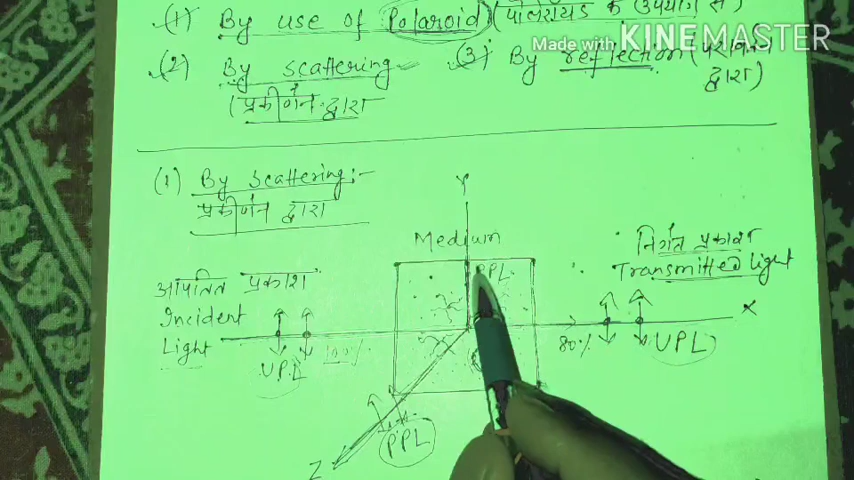 (1) By use of Polaroid (पोलेरॉयड के उपयोग से)
Made with KINEMASTER
(2) By scattering (3) By reflection
(प्रकीर्णन द्वारा द्वारा)
(1) By Scattering:-
प्रकीर्णन द्वारा
Y
Medium
निर्गत प्रकाश
Transmitted light
आपतित प्रकाश
Incident
Light
PPL
X
UPL
100%
80%
UPL
PPL
Z